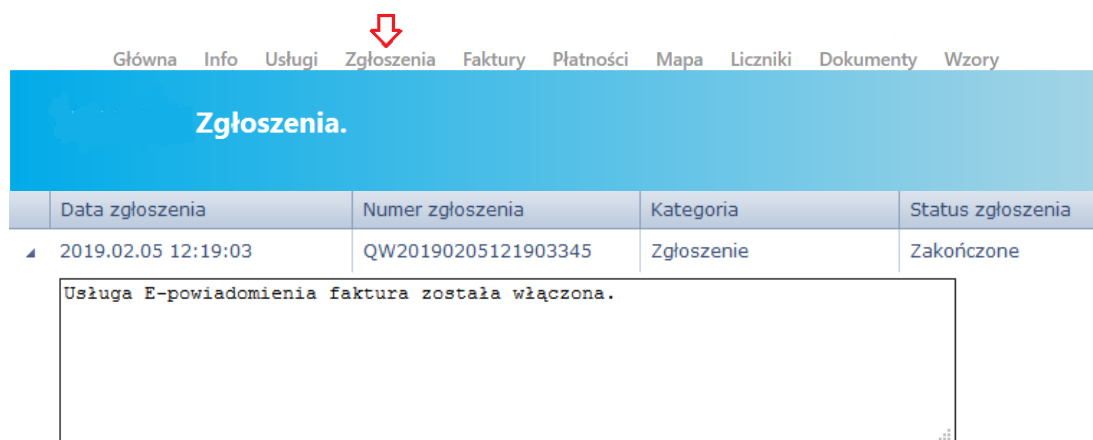 Główna Info Usługi Zgłoszenia Faktury Płatności Mapa Liczniki Dokumenty Wzory
Zgłoszenia.
Data zgłoszenia Numer zgłoszenia Kategoria Status zgłoszenia
2019.02.05 12:19:03 QW20190205121903345 Zgłoszenie Zakończone
Usługa E-powiadomienia faktura została włączona.